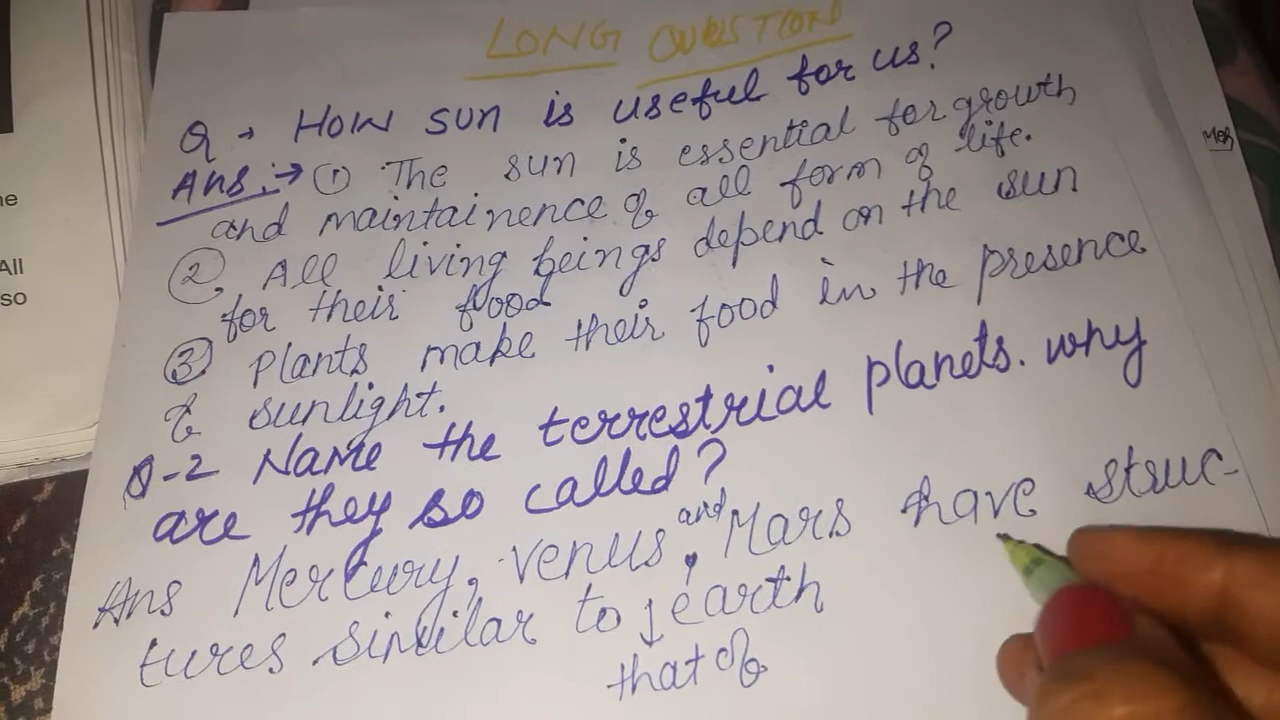 LONG QUESTION
Q → How sun is useful for us?
Ans:→ ① The sun is essential for growth
and maintainence of all form of life.
② All living beings depend on the sun
for their food
③ Plants make their food in the presence
of sunlight.
Q-2 Name the terrestrial planets. why
are they so called?
Ans Mercury, venus, and Mars have struc-
tures similar to ↓ earth
that of
ne
All
so